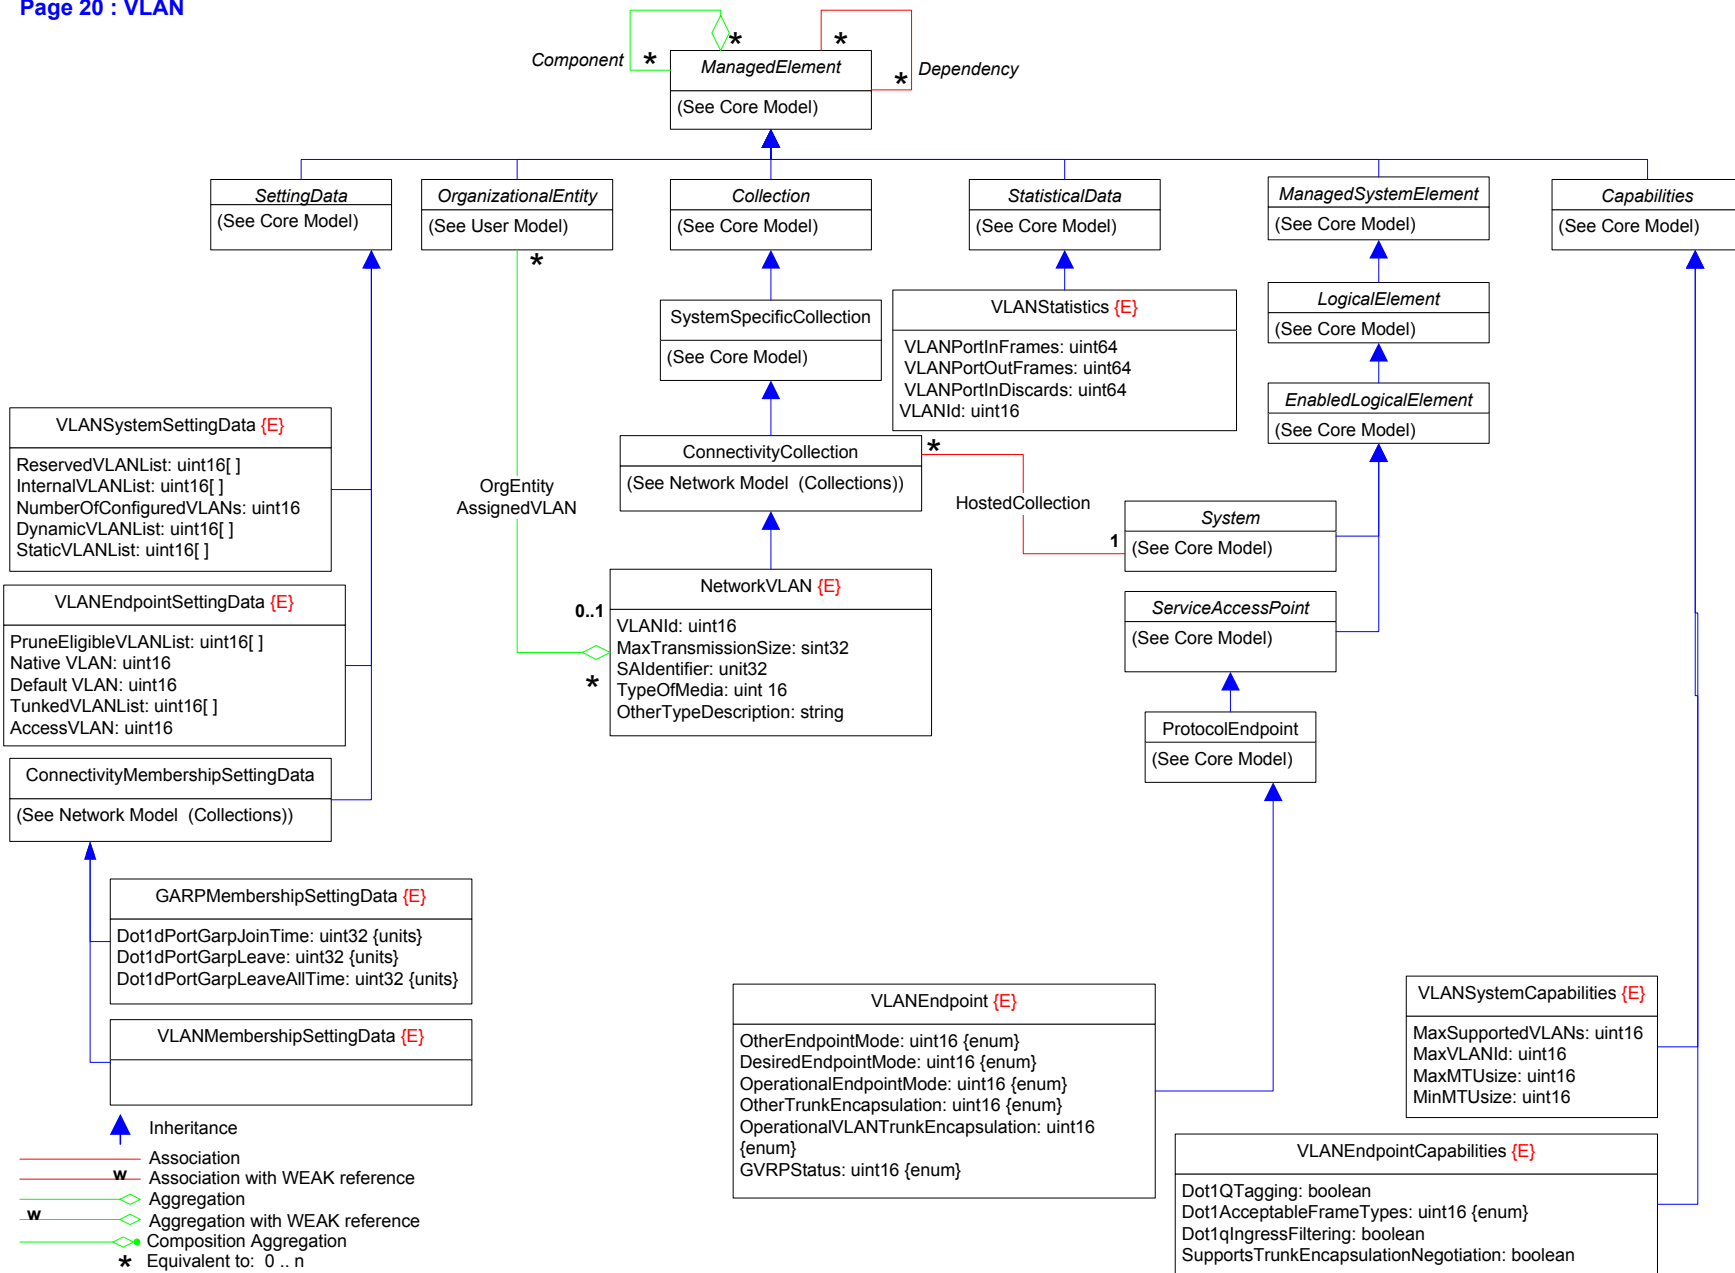 Page 20 : VLAN
Component
*
*
ManagedElement
(See Core Model)
*
*
Dependency
SettingData
(See Core Model)
OrganizationalEntity
(See User Model)
*
Collection
(See Core Model)
StatisticalData
(See Core Model)
ManagedSystemElement
(See Core Model)
Capabilities
(See Core Model)
SystemSpecificCollection
(See Core Model)
VLANStatistics {E}
VLANPortInFrames: uint64
VLANPortOutFrames: uint64
VLANPortInDiscards: uint64
VLANId: uint16
LogicalElement
(See Core Model)
EnabledLogicalElement
(See Core Model)
VLANSystemSettingData {E}
ReservedVLANList: uint16[ ]
InternalVLANList: uint16[ ]
NumberOfConfiguredVLANs: uint16
DynamicVLANList: uint16[ ]
StaticVLANList: uint16[ ]
OrgEntity
AssignedVLAN
ConnectivityCollection
(See Network Model (Collections))
*
HostedCollection
1
System
(See Core Model)
VLANEndpointSettingData {E}
PruneEligibleVLANList: uint16[ ]
Native VLAN: uint16
Default VLAN: uint16
TunkedVLANList: uint16[ ]
AccessVLAN: uint16
0..1
*
NetworkVLAN {E}
VLANId: uint16
MaxTransmissionSize: sint32
SAIdentifier: unit32
TypeOfMedia: uint 16
OtherTypeDescription: string
ServiceAccessPoint
(See Core Model)
ProtocolEndpoint
(See Core Model)
ConnectivityMembershipSettingData
(See Network Model (Collections))
GARPMembershipSettingData {E}
Dot1dPortGarpJoinTime: uint32 {units}
Dot1dPortGarpLeave: uint32 {units}
Dot1dPortGarpLeaveAllTime: uint32 {units}
VLANMembershipSettingData {E}
VLANEndpoint {E}
OtherEndpointMode: uint16 {enum}
DesiredEndpointMode: uint16 {enum}
OperationalEndpointMode: uint16 {enum}
OtherTrunkEncapsulation: uint16 {enum}
OperationalVLANTrunkEncapsulation: uint16
{enum}
GVRPStatus: uint16 {enum}
VLANSystemCapabilities {E}
MaxSupportedVLANs: uint16
MaxVLANId: uint16
MaxMTUsize: uint16
MinMTUsize: uint16
VLANEndpointCapabilities {E}
Dot1QTagging: boolean
Dot1AcceptableFrameTypes: uint16 {enum}
Dot1qIngressFiltering: boolean
SupportsTrunkEncapsulationNegotiation: boolean
Inheritance
Association
w Association with WEAK reference
Aggregation
w Aggregation with WEAK reference
Composition Aggregation
* Equivalent to: 0 .. n